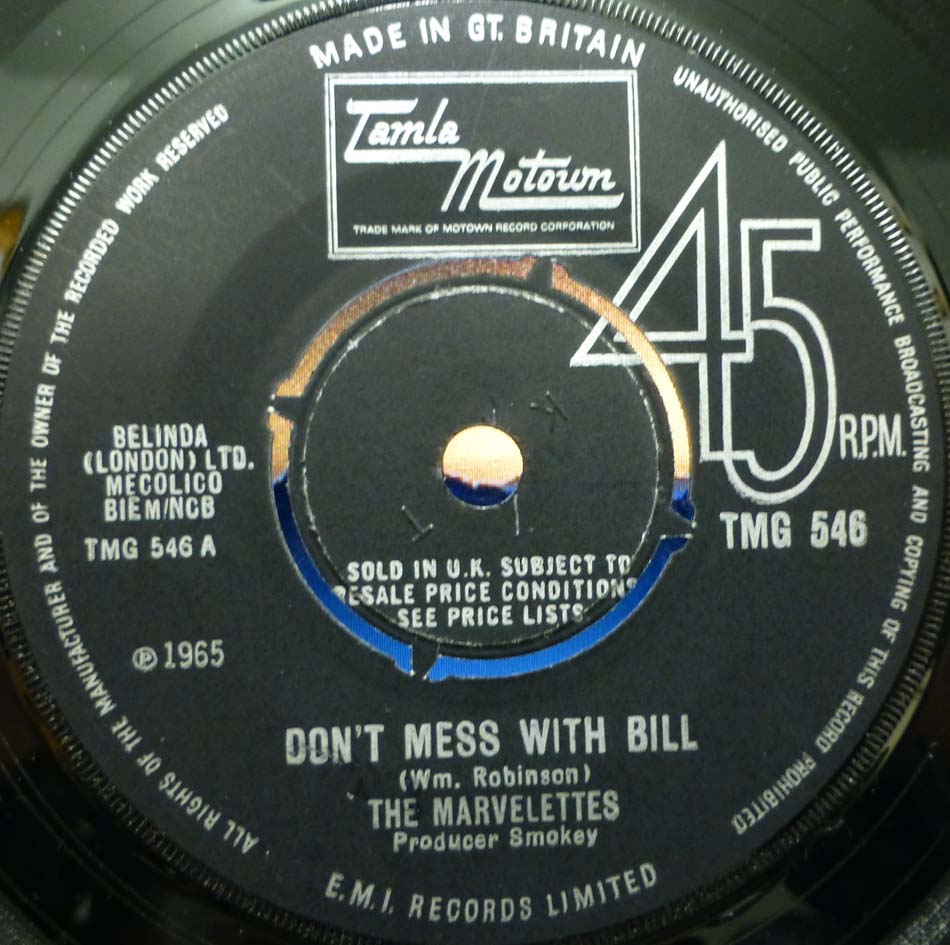 MADE IN GT. BRITAIN
Tamla
Motown
TRADE MARK OF MOTOWN RECORD CORPORATION
UNAUTHORISED PUBLIC PERFORMANCE BROADCASTING AND COPYING OF THIS RECORD PROHIBITED
ALL RIGHTS OF THE MANUFACTURER AND OF THE OWNER OF THE RECORDED WORK RESERVED
45
R.P.M.
BELINDA
(LONDON) LTD.
MECOLICO
BIEM/NCB
TMG 546 A
TMG 546
SOLD IN U.K. SUBJECT TO
RESALE PRICE CONDITIONS
SEE PRICE LISTS
℗ 1965
DON'T MESS WITH BILL
(Wm. Robinson)
THE MARVELETTES
Producer Smokey
E.M.I. RECORDS LIMITED